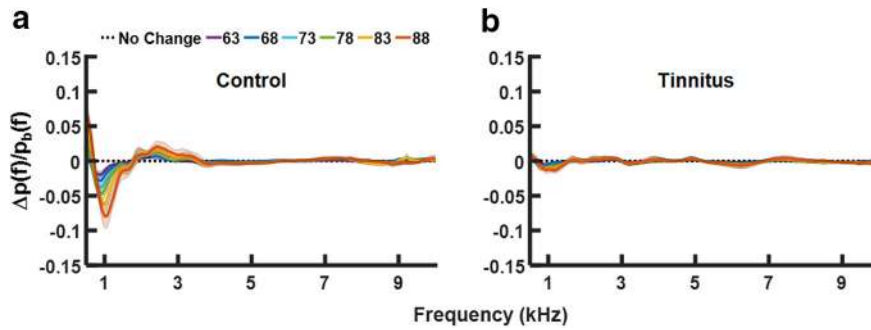 a
No Change 63 68 73 78 83 88
Control
0.15
0.1
0.05
0
-0.05
-0.1
-0.15
1 3 5 7 9
Δp(f)/p_b(f)
b
Tinnitus
0.15
0.1
0.05
0
-0.05
-0.1
-0.15
1 3 5 7 9
Frequency (kHz)